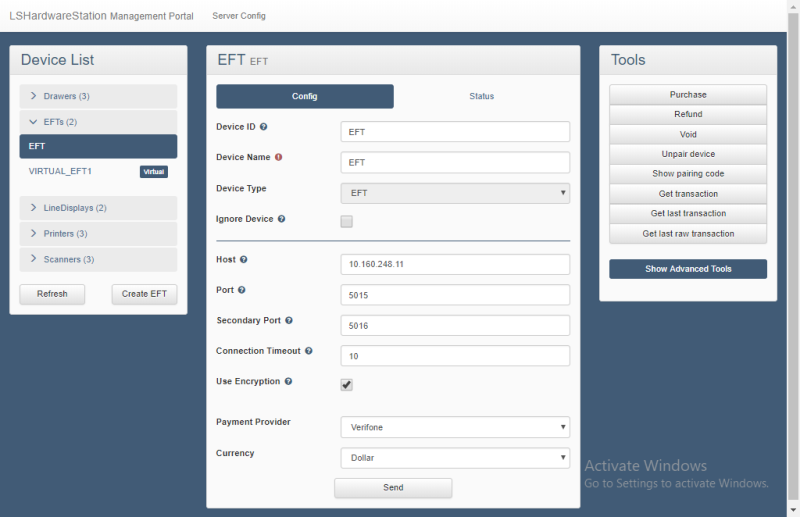 LSHardwareStation Management Portal Server Config
Device List
Drawers (3)
EFTs (2)
EFT
VIRTUAL_EFT1 Virtual
LineDisplays (2)
Printers (3)
Scanners (3)
Refresh Create EFT
EFT EFT
Config Status
Device ID EFT
Device Name EFT
Device Type EFT
Ignore Device
Host 10.160.248.11
Port 5015
Secondary Port 5016
Connection Timeout 10
Use Encryption
Payment Provider Verifone
Currency Dollar
Send
Tools
Purchase
Refund
Void
Unpair device
Show pairing code
Get transaction
Get last transaction
Get last raw transaction
Show Advanced Tools
Activate Windows
Go to Settings to activate Windows.